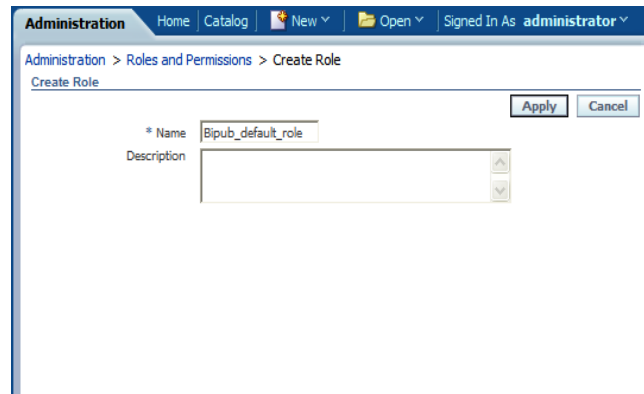 Administration Home Catalog New Open Signed In As administrator
Administration > Roles and Permissions > Create Role
Create Role
Apply Cancel
* Name Bipub_default_role
Description